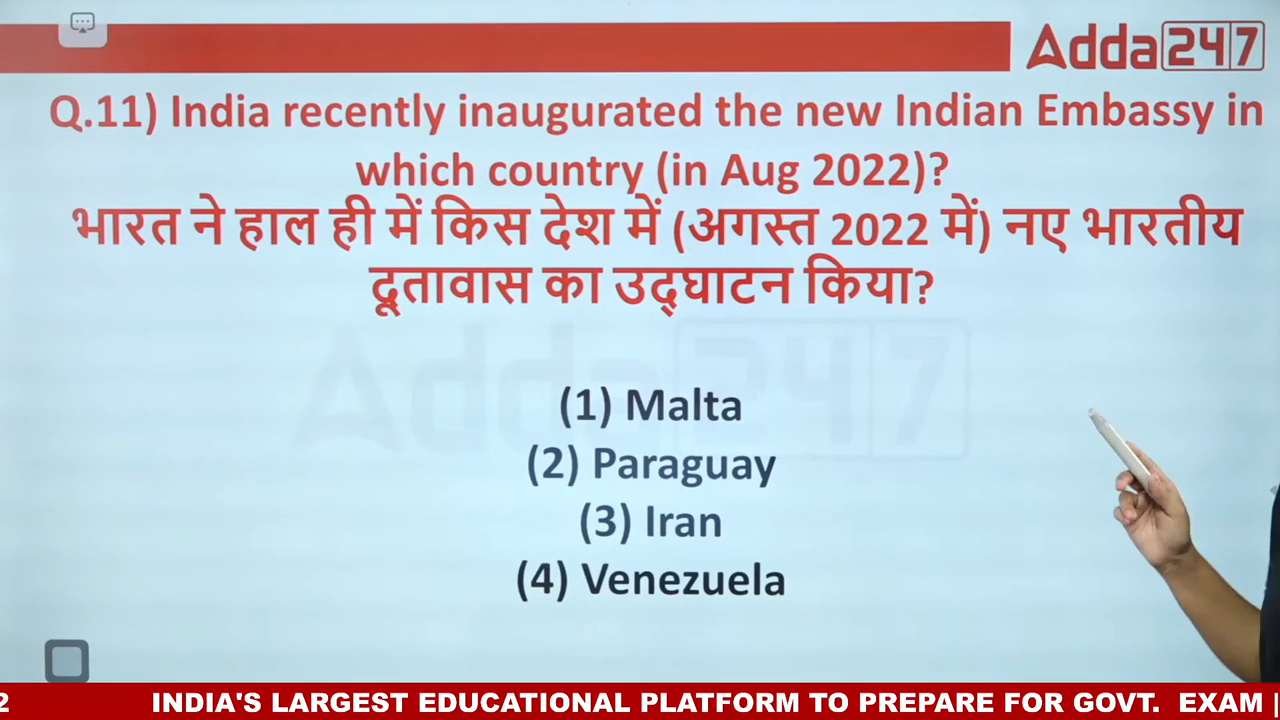 Adda247
Q.11) India recently inaugurated the new Indian Embassy in
which country (in Aug 2022)?
भारत ने हाल ही में किस देश में (अगस्त 2022 में) नए भारतीय
दूतावास का उद्घाटन किया?
Adda247
(1) Malta
(2) Paraguay
(3) Iran
(4) Venezuela
2 INDIA'S LARGEST EDUCATIONAL PLATFORM TO PREPARE FOR GOVT. EXAM |